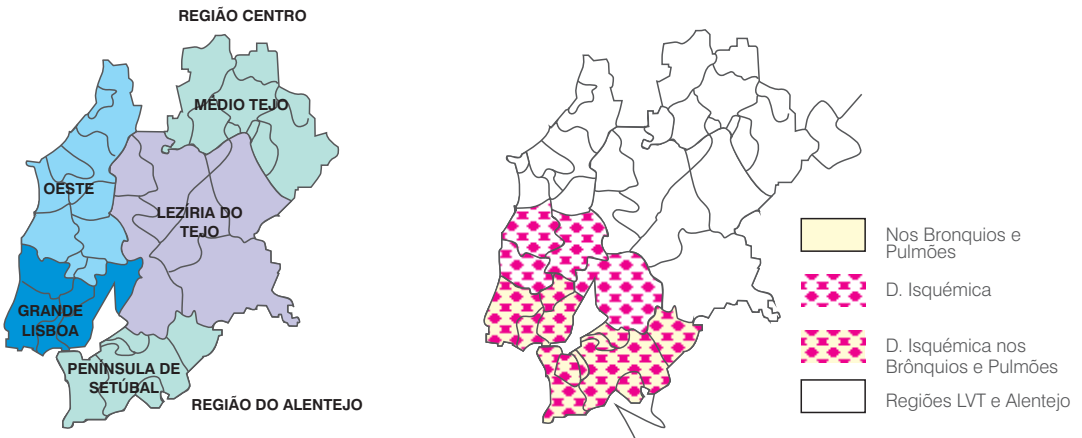 REGIÃO CENTRO
MÉDIO TEJO
OESTE
LEZÍRIA DO
TEJO
GRANDE
LISBOA
PENÍNSULA DE
SETÚBAL
REGIÃO DO ALENTEJO
Nos Bronquios e
Pulmões
D. Isquémica
D. Isquémica nos
Brônquios e Pulmões
Regiões LVT e Alentejo